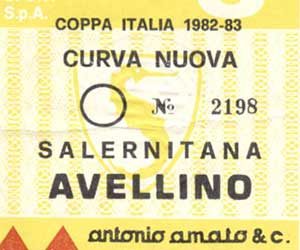 S.p.A.
COPPA ITALIA 1982-83
CURVA NUOVA
No 2198
SALERNITANA
AVELLINO
antonio amato & c.